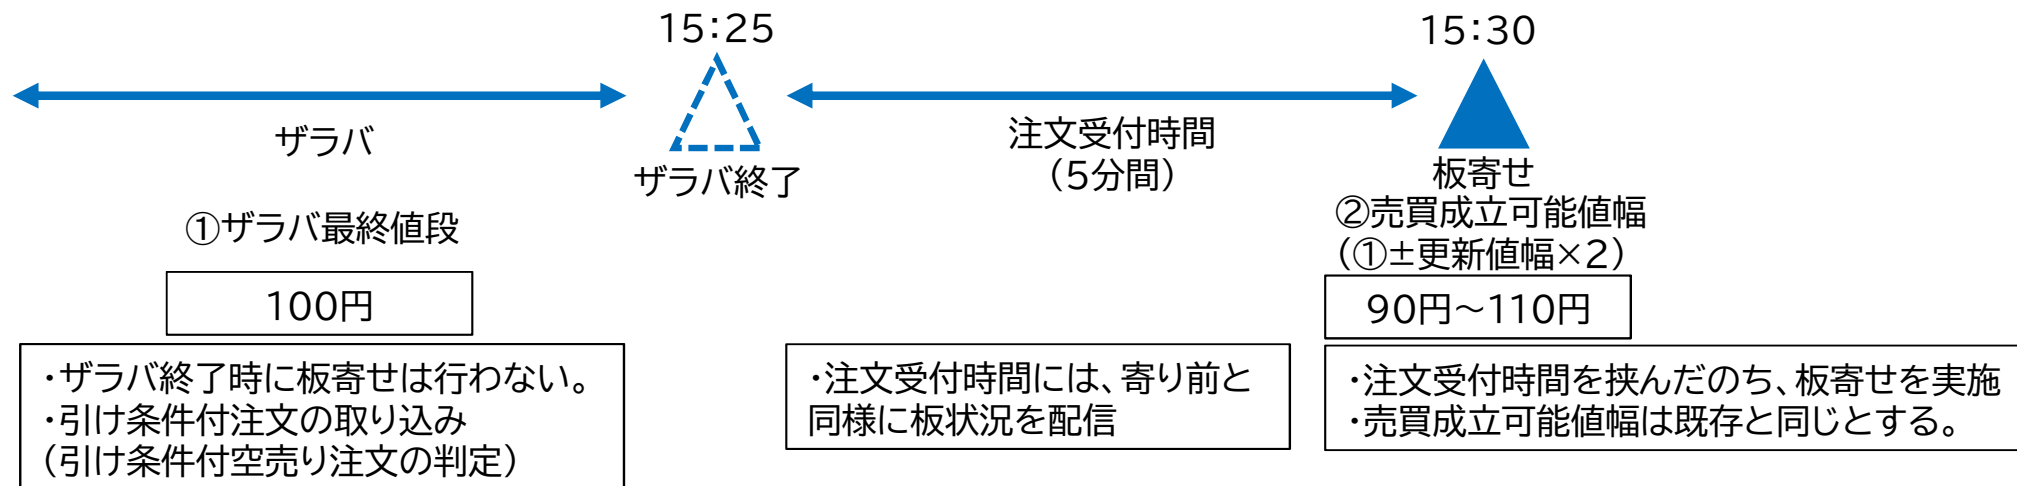 15：25
15：30
ザラバ
ザラバ終了
注文受付時間
（5分間）
板寄せ
①ザラバ最終値段
100円
②売買成立可能値幅
（①±更新値幅×2）
90円～110円
・ザラバ終了時に板寄せは行わない。
・引け条件付注文の取り込み
（引け条件付空売り注文の判定）
・注文受付時間には、寄り前と
同様に板状況を配信
・注文受付時間を挟んだのち、板寄せを実施
・売買成立可能値幅は既存と同じとする。